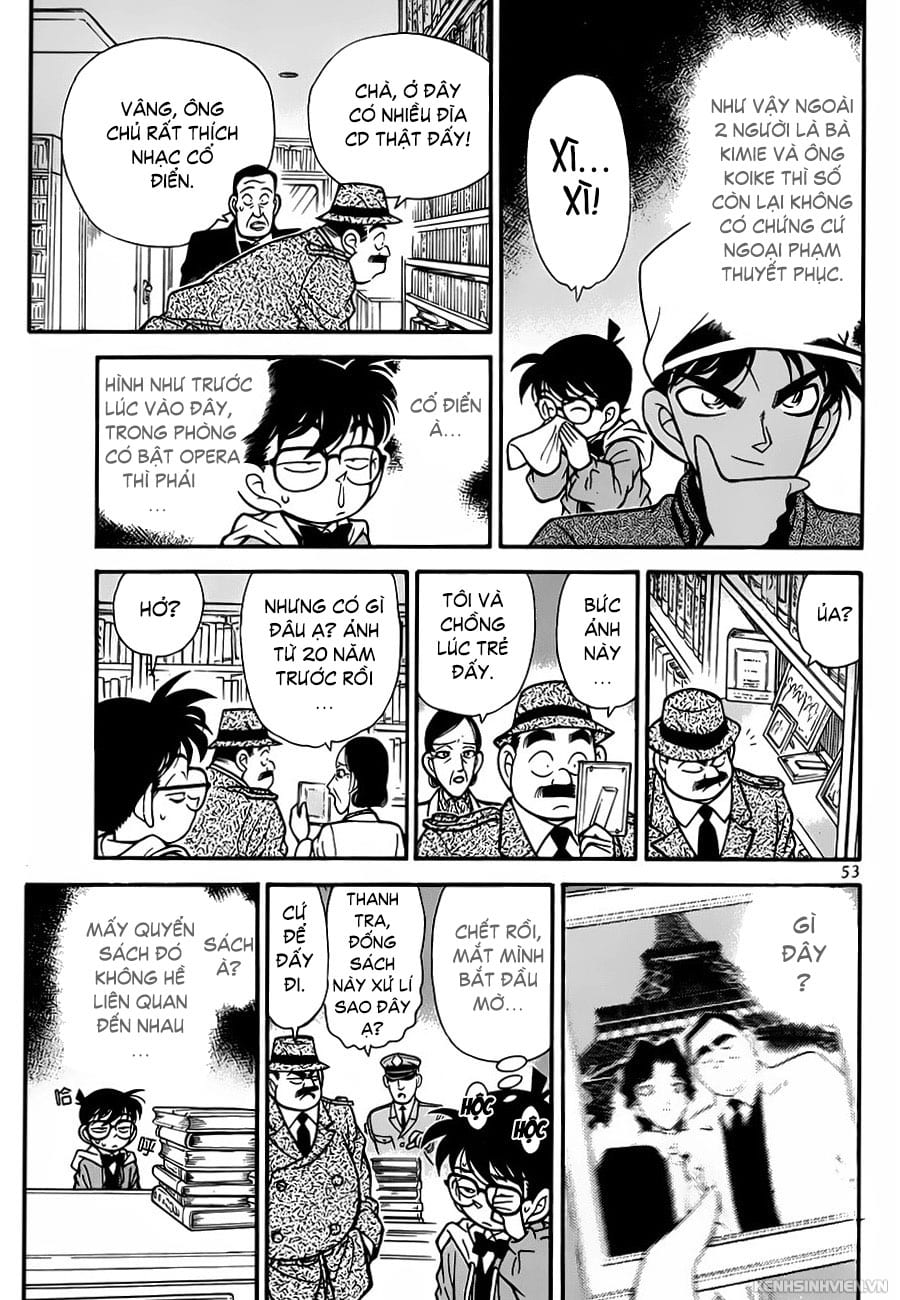 NHƯ VẬY NGOÀI
2 NGƯỜI LÀ BÀ
KIMIE VÀ ÔNG
KOIKE THÌ SỐ
CÒN LẠI KHÔNG
CÓ CHỨNG CỨ
NGOẠI PHẠM
THUYẾT PHỤC.
XÌ...
XÌ!
CHÀ, Ở ĐÂY
CÓ NHIỀU ĐĨA
CD THẬT ĐẤY!
VÂNG, ÔNG
CHỦ RẤT THÍCH
NHẠC CỔ
ĐIỂN.
CỔ ĐIỂN
À...
HÌNH NHƯ TRƯỚC
LÚC VÀO ĐÂY,
TRONG PHÒNG
CÓ BẬT OPERA
THÌ PHẢI
...
ỦA?
BỨC
ẢNH
NÀY
...
TÔI VÀ
CHỒNG
LÚC TRẺ
ĐẤY.
NHƯNG CÓ GÌ
ĐÂU Ạ? ẢNH
TỪ 20 NĂM
TRƯỚC RỒI
...
HỞ?
53
GÌ
ĐÂY
?
CHẾT RỒI,
MẮT MÌNH
BẮT ĐẦU
MỜ...
HỘC
HỘC
THANH
TRA,
ĐỐNG
SÁCH
NÀY XỬ LÍ
SAO ĐÂY
Ạ?
CỨ
ĐỂ
ĐẤY
ĐI.
SÁCH
À?
MẤY QUYỂN
SÁCH ĐÓ
KHÔNG HỀ
LIÊN QUAN
ĐẾN NHAU
...
哈
呼
KENHSINHVIEN.VN